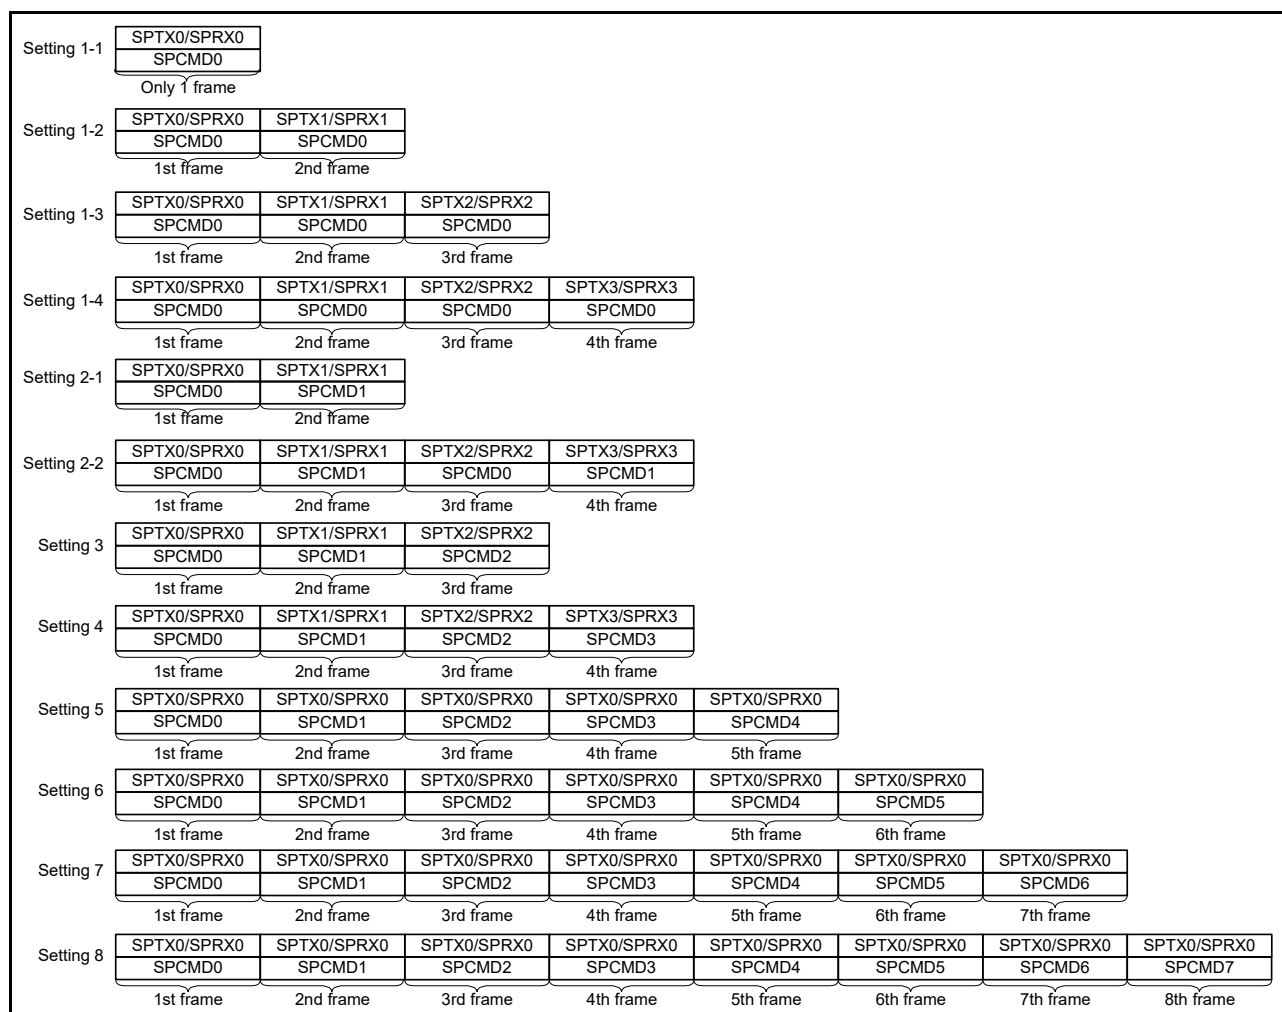 SPTX0/SPRX0
Setting 1-1
SPCMD0
Only 1 frame
SPTX0/SPRX0 SPTX1/SPRX1
Setting 1-2
SPCMD0 SPCMD0
1st frame 2nd frame
SPTX0/SPRX0 SPTX1/SPRX1 SPTX2/SPRX2
Setting 1-3
SPCMD0 SPCMD0 SPCMD0
1st frame 2nd frame 3rd frame
SPTX0/SPRX0 SPTX1/SPRX1 SPTX2/SPRX2 SPTX3/SPRX3
Setting 1-4
SPCMD0 SPCMD0 SPCMD0 SPCMD0
1st frame 2nd frame 3rd frame 4th frame
SPTX0/SPRX0 SPTX1/SPRX1
Setting 2-1
SPCMD0 SPCMD1
1st frame 2nd frame
SPTX0/SPRX0 SPTX1/SPRX1 SPTX2/SPRX2 SPTX3/SPRX3
Setting 2-2
SPCMD0 SPCMD1 SPCMD0 SPCMD1
1st frame 2nd frame 3rd frame 4th frame
SPTX0/SPRX0 SPTX1/SPRX1 SPTX2/SPRX2
Setting 3
SPCMD0 SPCMD1 SPCMD2
1st frame 2nd frame 3rd frame
SPTX0/SPRX0 SPTX1/SPRX1 SPTX2/SPRX2 SPTX3/SPRX3
Setting 4
SPCMD0 SPCMD1 SPCMD2 SPCMD3
1st frame 2nd frame 3rd frame 4th frame
SPTX0/SPRX0 SPTX0/SPRX0 SPTX0/SPRX0 SPTX0/SPRX0 SPTX0/SPRX0
Setting 5
SPCMD0 SPCMD1 SPCMD2 SPCMD3 SPCMD4
1st frame 2nd frame 3rd frame 4th frame 5th frame
SPTX0/SPRX0 SPTX0/SPRX0 SPTX0/SPRX0 SPTX0/SPRX0 SPTX0/SPRX0 SPTX0/SPRX0
Setting 6
SPCMD0 SPCMD1 SPCMD2 SPCMD3 SPCMD4 SPCMD5
1st frame 2nd frame 3rd frame 4th frame 5th frame 6th frame
SPTX0/SPRX0 SPTX0/SPRX0 SPTX0/SPRX0 SPTX0/SPRX0 SPTX0/SPRX0 SPTX0/SPRX0 SPTX0/SPRX0
Setting 7
SPCMD0 SPCMD1 SPCMD2 SPCMD3 SPCMD4 SPCMD5 SPCMD6
1st frame 2nd frame 3rd frame 4th frame 5th frame 6th frame 7th frame
SPTX0/SPRX0 SPTX0/SPRX0 SPTX0/SPRX0 SPTX0/SPRX0 SPTX0/SPRX0 SPTX0/SPRX0 SPTX0/SPRX0 SPTX0/SPRX0
Setting 8
SPCMD0 SPCMD1 SPCMD2 SPCMD3 SPCMD4 SPCMD5 SPCMD6 SPCMD7
1st frame 2nd frame 3rd frame 4th frame 5th frame 6th frame 7th frame 8th frame